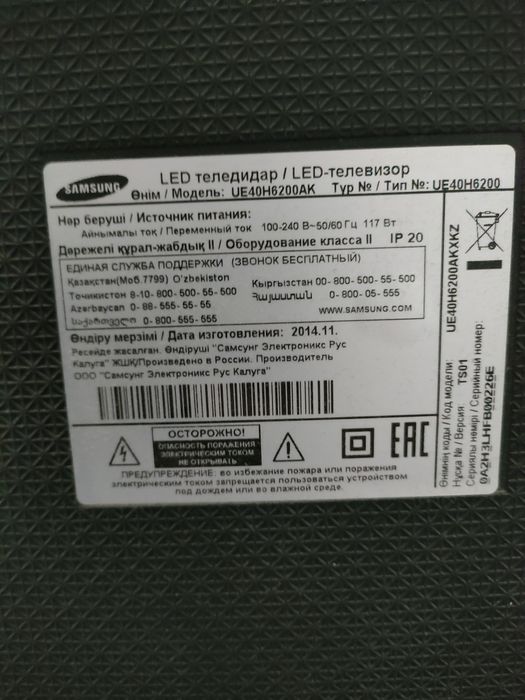 SAMSUNG
LED теледидар / LED-телевизор
Өнім / Модель: UE40H6200AK Түр № / Тип №: UE40H6200
Нәр беруші / Источник питания:
Айнымалы ток / Переменный ток 100-240 В~50/60 Гц 117 Вт
Дәрежелі құрал-жабдық II / Оборудование класса II IP 20
ЕДИНАЯ СЛУЖБА ПОДДЕРЖКИ (ЗВОНОК БЕСПЛАТНЫЙ)
Қазақстан(Моб.7799) O'zbekiston
Кыргызстан 00-800-500-55-500
Тоҷикистон 8-10-800-500-55-500
Հայաստան 0-800-05-555
Azərbaycan 0-88-555-55-55
WWW.SAMSUNG.COM
საქართველო 0-800-555-555
Өндіру мерзімі / Дата изготовления: 2014.11.
Ресейде жасалған. Өндіруші "Самсунг Электроникс Рус
Калуга" ЖШҚ/Произведено в России. Производитель
ООО "Самсунг Электроникс Рус Калуга"
ОСТОРОЖНО!
ОПАСНОСТЬ ПОРАЖЕНИЯ
ЭЛЕКТРИЧЕСКИМ ТОКОМ
НЕ ОТКРЫВАТЬ
EAC
ПРЕДУПРЕЖДЕНИЕ: во избежание пожара или поражения
электрическим током запрещается пользоваться устройством
под дождем или во влажной среде.
Өнімнің коды / Код модели:
UE40H6200AKXKZ
Нұсқа № / Версия: TS01
Сериялы нөмірі / Серийный номер:
0A2H3LHFB00226E